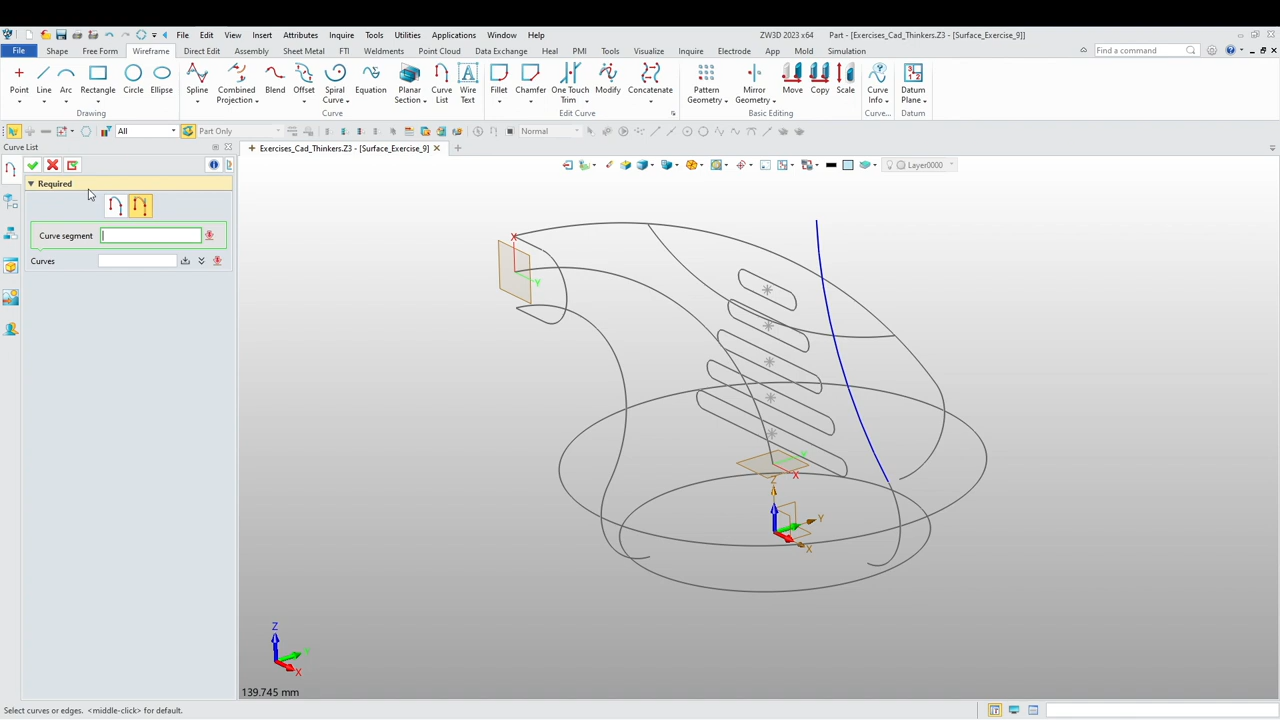 File Edit View Insert Attributes Inquire Tools Utilities Applications Window Help ZW3D 2023 x64 Part - [Exercises_Cad_Thinkers.Z3 - [Surface_Exercise_9]]
File Shape Free Form Wireframe Direct Edit Assembly Sheet Metal FTI Weldments Point Cloud Data Exchange Heal PMI Tools Visualize Inquire Electrode App Mold Simulation Find a command
Point Line Arc Rectangle Circle Ellipse Spline Combined Projection Blend Offset Spiral Curve Equation Planar Section Curve List Wire Text Fillet Chamfer One Touch Trim Modify Concatenate Pattern Geometry Mirror Geometry Move Copy Scale Curve Info Datum Plane
Drawing Curve Edit Curve Basic Editing Curve... Datum
All Part Only Normal
Curve List Exercises_Cad_Thinkers.Z3 - [Surface_Exercise_9]
Layer0000
Required
Curve segment
Curves
X
Y
Y
X
Z
Y
X
Z
Y
X
139.745 mm
Select curves or edges. <middle-click> for default.